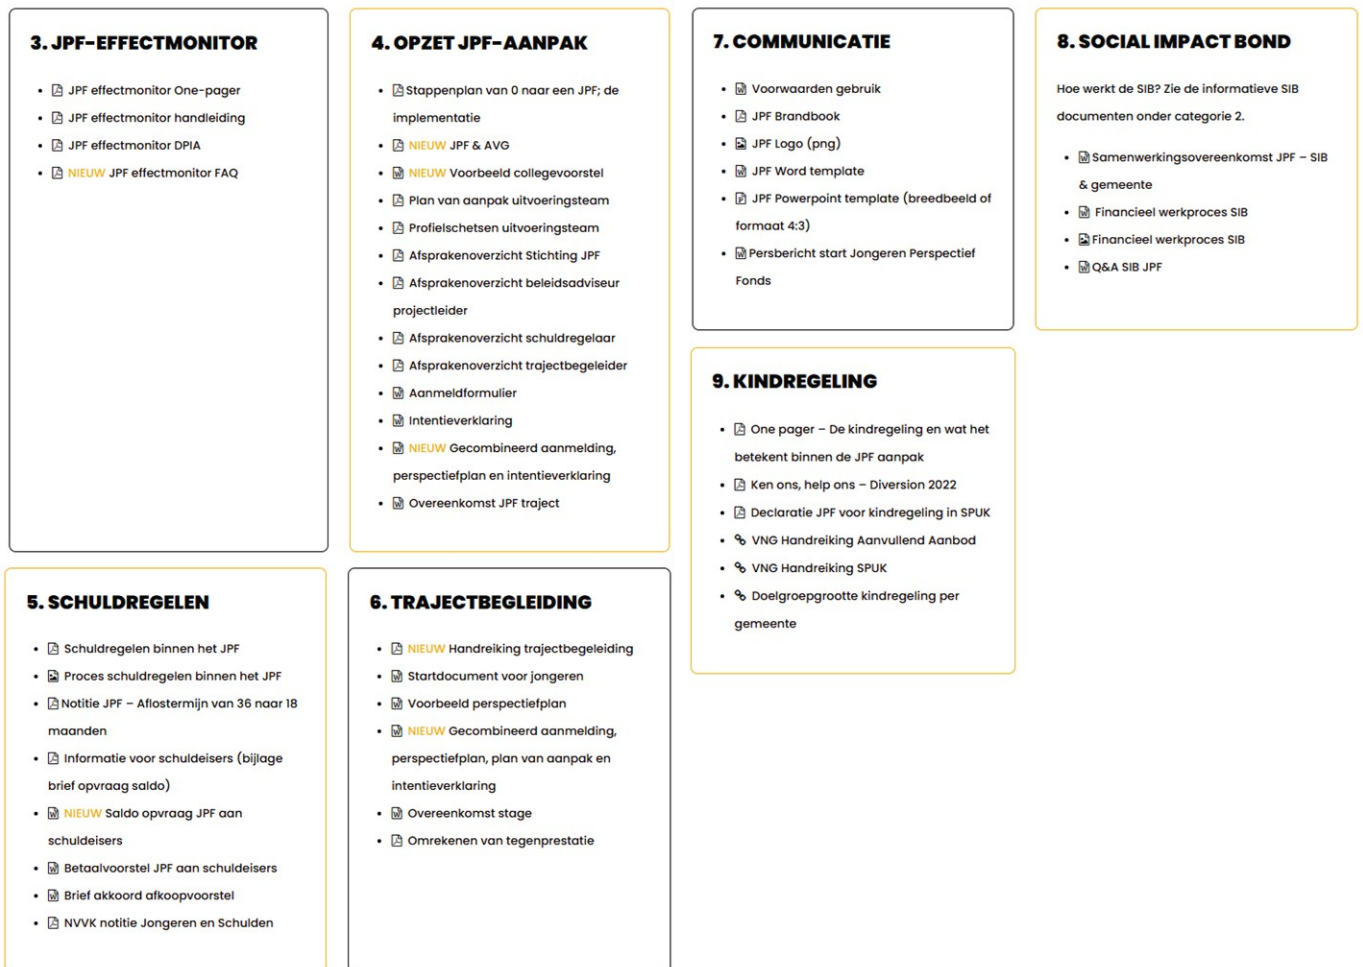 3. JPF-EFFECTMONITOR
JPF effectmonitor One-pager
JPF effectmonitor handleiding
JPF effectmonitor DPIA
NIEUW JPF effectmonitor FAQ
4. OPZET JPF-AANPAK
Stappenplan van 0 naar een JPF; de
implementatie
NIEUW JPF & AVG
NIEUW Voorbeeld collegevoorstel
Plan van aanpak uitvoeringsteam
Profielschetsen uitvoeringsteam
Afsprakenoverzicht Stichting JPF
Afsprakenoverzicht beleidsadviseur
projectleider
Afsprakenoverzicht schuldregelaar
Afsprakenoverzicht trajectbegeleider
Aanmeldformulier
Intentieverklaring
NIEUW Gecombineerd aanmelding,
perspectiefplan en intentieverklaring
Overeenkomst JPF traject
5. SCHULDREGELEN
Schuldregelen binnen het JPF
Proces schuldregelen binnen het JPF
Notitie JPF – Aflostermijn van 36 naar 18
maanden
Informatie voor schuldeisers (bijlage
brief opvraag saldo)
NIEUW Saldo opvraag JPF aan
schuldeisers
Betaalvoorstel JPF aan schuldeisers
Brief akkoord afkoopvoorstel
NVVK notitie Jongeren en Schulden
6. TRAJECTBEGLEIDING
NIEUW Handreiking trajectbegeleiding
Startdocument voor jongeren
Voorbeeld perspectiefplan
NIEUW Gecombineerd aanmelding,
perspectiefplan, plan van aanpak en
intentieverklaring
Overeenkomst stage
Omrekenen van tegenprestatie
7. COMMUNICATIE
Voorwaarden gebruik
JPF Brandbook
JPF Logo (png)
JPF Word template
JPF Powerpoint template (breedbeeld of
formaat 4:3)
Persbericht start Jongeren Perspectief
Fonds
8. SOCIAL IMPACT BOND
Hoe werkt de SIB? Zie de informatieve SIB
documenten onder categorie 2.
Samenwerkingsovereenkomst JPF – SIB
& gemeente
Financieel werkproces SIB
Financieel werkproces SIB
Q&A SIB JPF
9. KINDREGELING
One pager – De kindregeling en wat het
betekent binnen de JPF aanpak
Ken ons, help ons – Diversion 2022
Declaratie JPF voor kindregeling in SPUK
VNG Handreiking Aanvullend Aanbod
VNG Handreiking SPUK
Doelgroepgrootte kindregeling per
gemeente